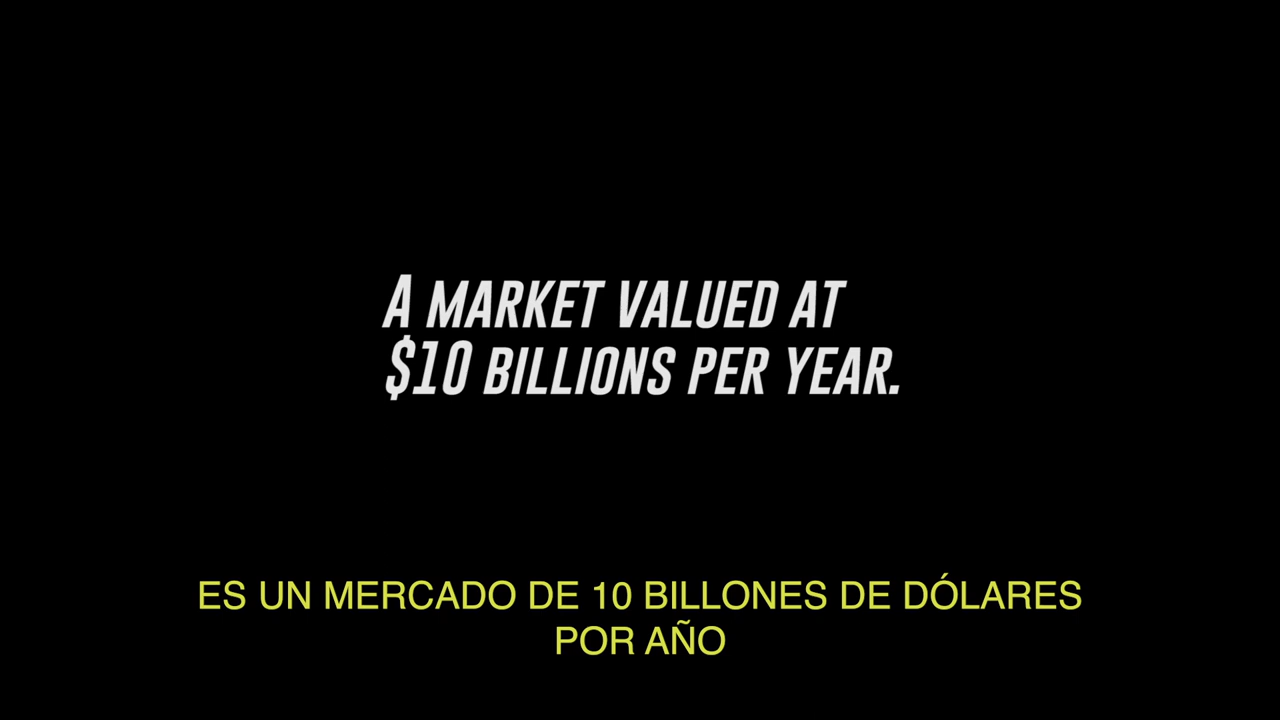 A MARKET VALUED AT
$10 BILLIONS PER YEAR.
ES UN MERCADO DE 10 BILLONES DE DÓLARES
POR AÑO